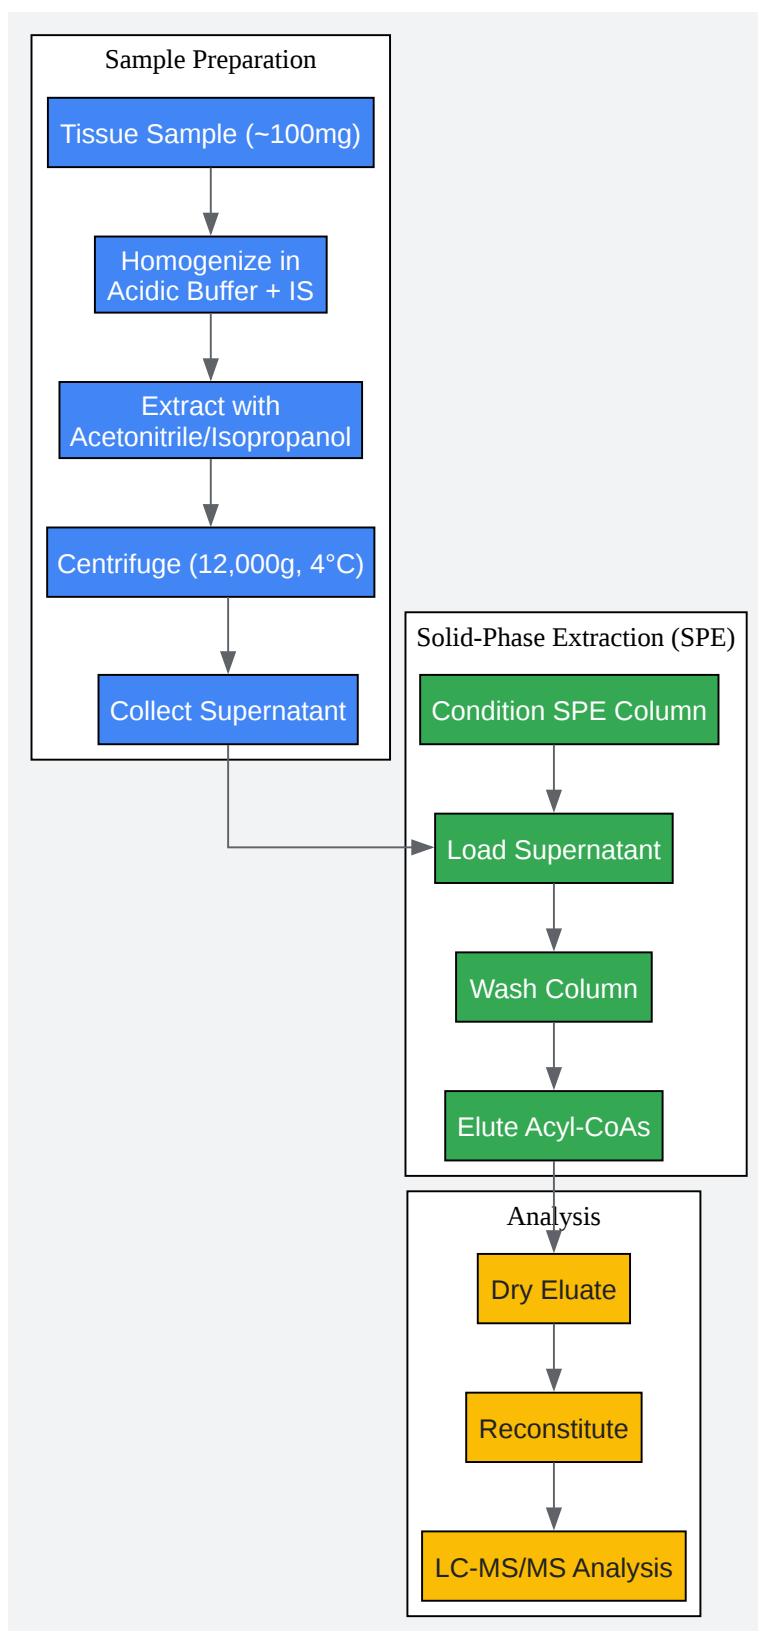 Sample Preparation
Tissue Sample (~100mg)
Homogenize in
Acidic Buffer + IS
Extract with
Acetonitrile/Isopropanol
Centrifuge (12,000g, 4°C)
Collect Supernatant
Solid-Phase Extraction (SPE)
Condition SPE Column
Load Supernatant
Wash Column
Elute Acyl-CoAs
Analysis
Dry Eluate
Reconstitute
LC-MS/MS Analysis